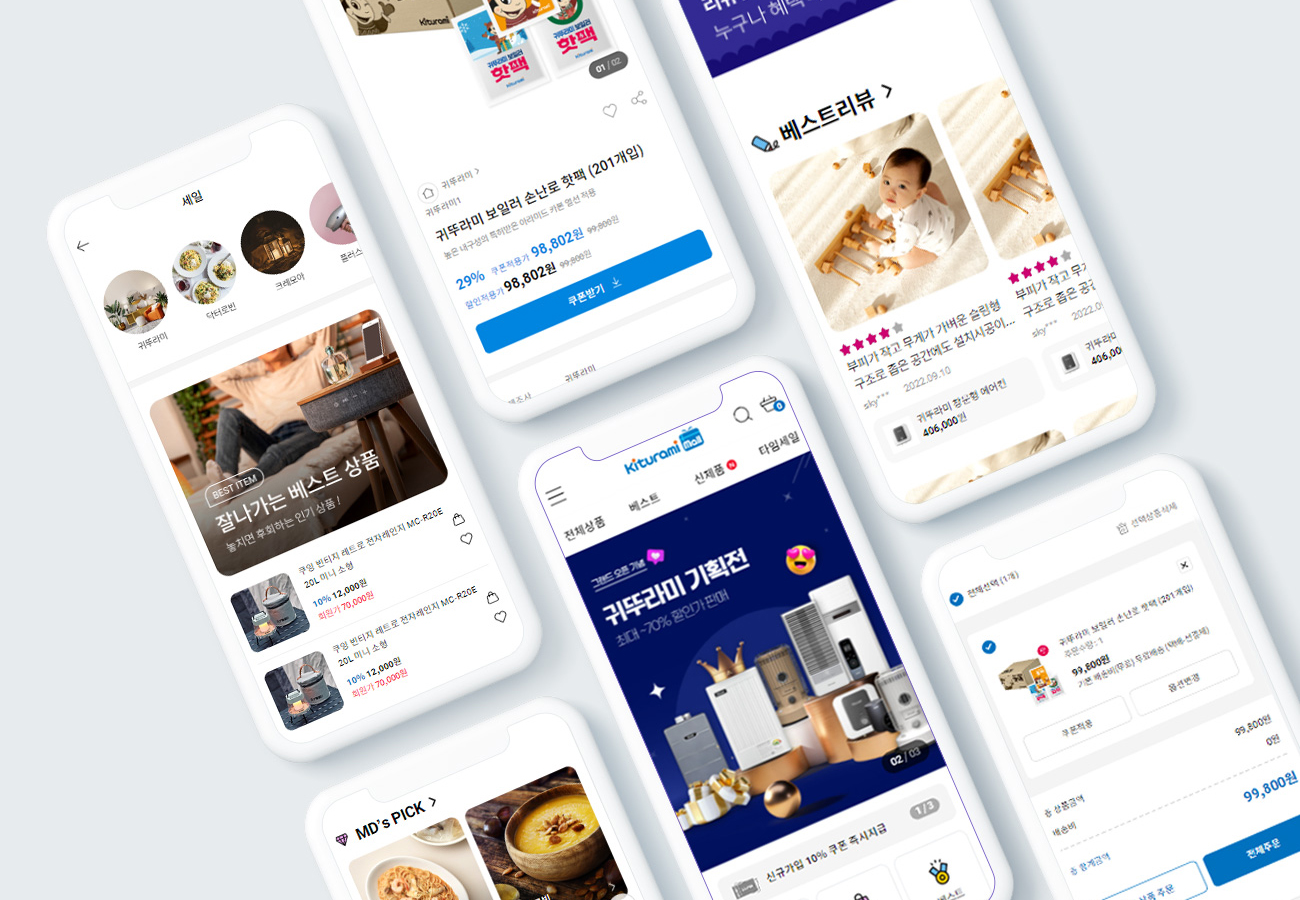 세일
귀뚜라미
닥터로빈
크레모아
플러스
BEST ITEM
잘나가는 베스트 상품
놓치면 후회하는 인기 상품 !
쿠잉 빈티지 레트로 전자레인지 MC-R20E
20L 미니 소형
10% 12,000원
회원가 70,000원
쿠잉 빈티지 레트로 전자레인지 MC-R20E
20L 미니 소형
10% 12,000원
회원가 70,000원
Kiturami
귀뚜라미 보일러
핫팩
Kiturami
귀뚜라미 보일러
핫팩
Kiturami
01 / 02
귀뚜라미 >
귀뚜라미1
귀뚜라미 보일러 손난로 핫팩 (201개입)
높은 내구성의 특허받은 아라미드 카본 열선 적용
29% 쿠폰적용가 98,802원 99,800원
할인적용가 98,802원 99,800원
쿠폰받기
제조사
귀뚜라미
누구나 혜택
베스트리뷰 >
부피가 작고 무게가 가벼운 슬림형
구조로 좁은 공간에도 설치시공이...
sky*** 2022.09.10
귀뚜라미 창문형 에어컨
406,000원
부피가 작고 무게
구조로 좁은 공간
sky*** 2022.09
귀뚜라미
406,00
MD's PICK >
Kiturami Mall
0
전체상품
베스트
신제품 N
타임세일
그랜드 오픈 기념
귀뚜라미 기획전
최대 ~70% 할인가 판매
02 / 03
신규가입 10% 쿠폰 즉시지급
1 / 3
베스트
선택상품삭제
전체선택 (1개)
귀뚜라미 보일러 손난로 핫팩 (201개입)
주문수량 : 1
99,800원
기본 배송비(무료) 무료배송 (택배-선결제)
쿠폰적용
옵션변경
총 상품금액
99,800원
배송비
0원
총 합계금액
99,800원
상품 주문
전체주문